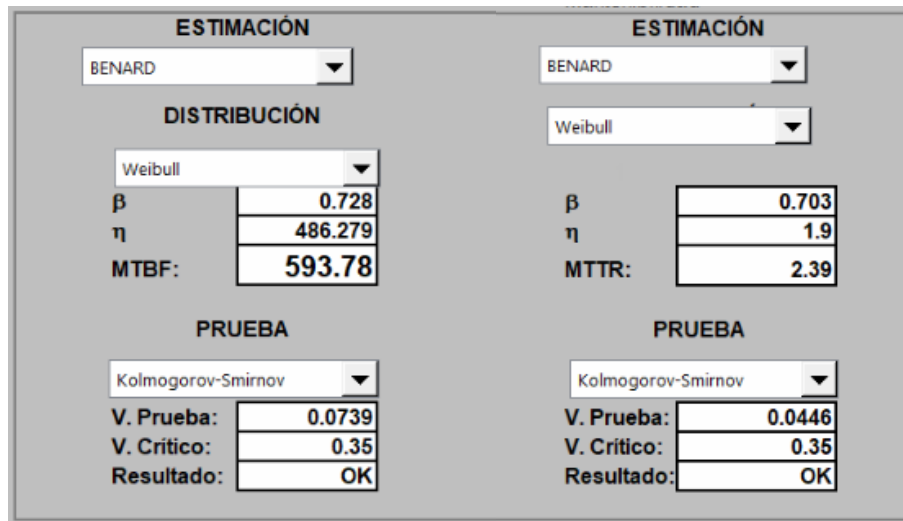 ESTIMACIÓN
BENARD
DISTRIBUCIÓN
Weibull
β 0.728
η 486.279
MTBF: 593.78
PRUEBA
Kolmogorov-Smirnov
V. Prueba: 0.0739
V. Crítico: 0.35
Resultado: OK
ESTIMACIÓN
BENARD
Weibull
β 0.703
η 1.9
MTTR: 2.39
PRUEBA
Kolmogorov-Smirnov
V. Prueba: 0.0446
V. Crítico: 0.35
Resultado: OK